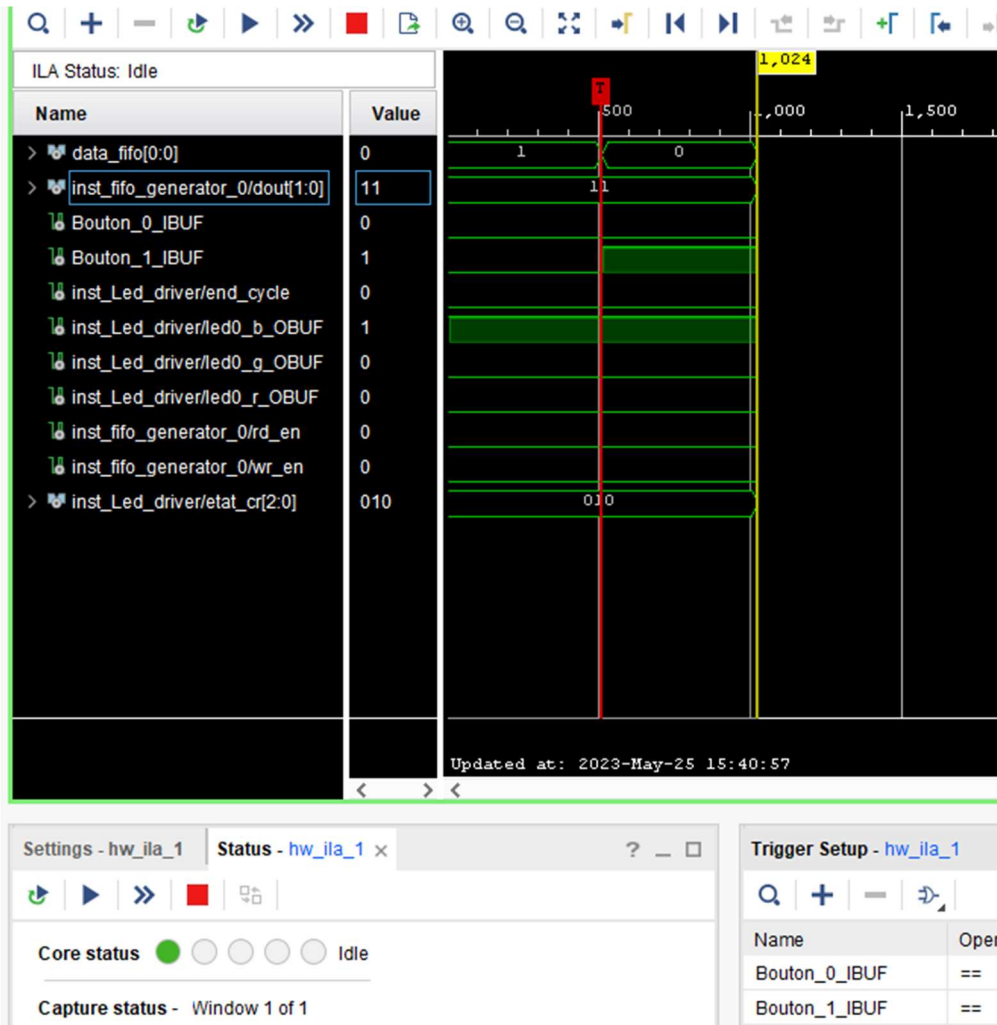 1,024
ILA Status: Idle
T
Name Value
500 1,000 1,500
> data_fifo[0:0] 0 1 0
> inst_fifo_generator_0/dout[1:0] 11 11
Bouton_0_IBUF 0
Bouton_1_IBUF 1
inst_Led_driver/end_cycle 0
inst_Led_driver/led0_b_OBUF 1
inst_Led_driver/led0_g_OBUF 0
inst_Led_driver/led0_r_OBUF 0
inst_fifo_generator_0/rd_en 0
inst_fifo_generator_0/wr_en 0
> inst_Led_driver/etat_cr[2:0] 010 010
Updated at: 2023-May-25 15:40:57
Settings - hw_ila_1 Status - hw_ila_1 × ? _
Core status Idle
Capture status - Window 1 of 1
Trigger Setup - hw_ila_1
Name Oper
Bouton_0_IBUF ==
Bouton_1_IBUF ==